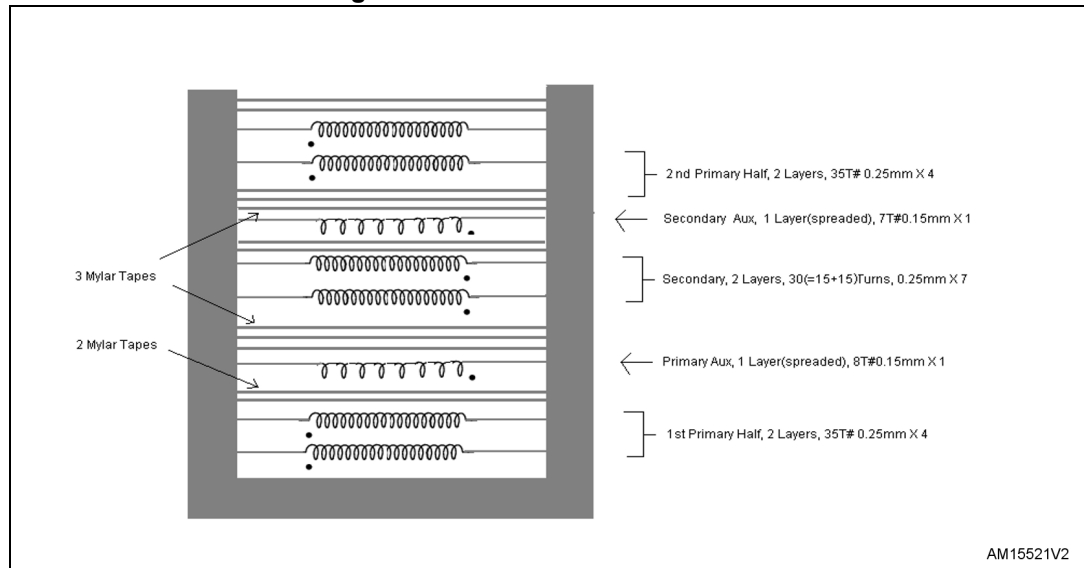 2 nd Primary Half, 2 Layers, 35T# 0.25mm X 4
Secondary Aux, 1 Layer(spreaded), 7T#0.15mm X 1
3 Mylar Tapes
Secondary, 2 Layers, 30(=15+15)Turns, 0.25mm X 7
2 Mylar Tapes
Primary Aux, 1 Layer(spreaded), 8T#0.15mm X 1
1st Primary Half, 2 Layers, 35T# 0.25mm X 4
AM15521V2